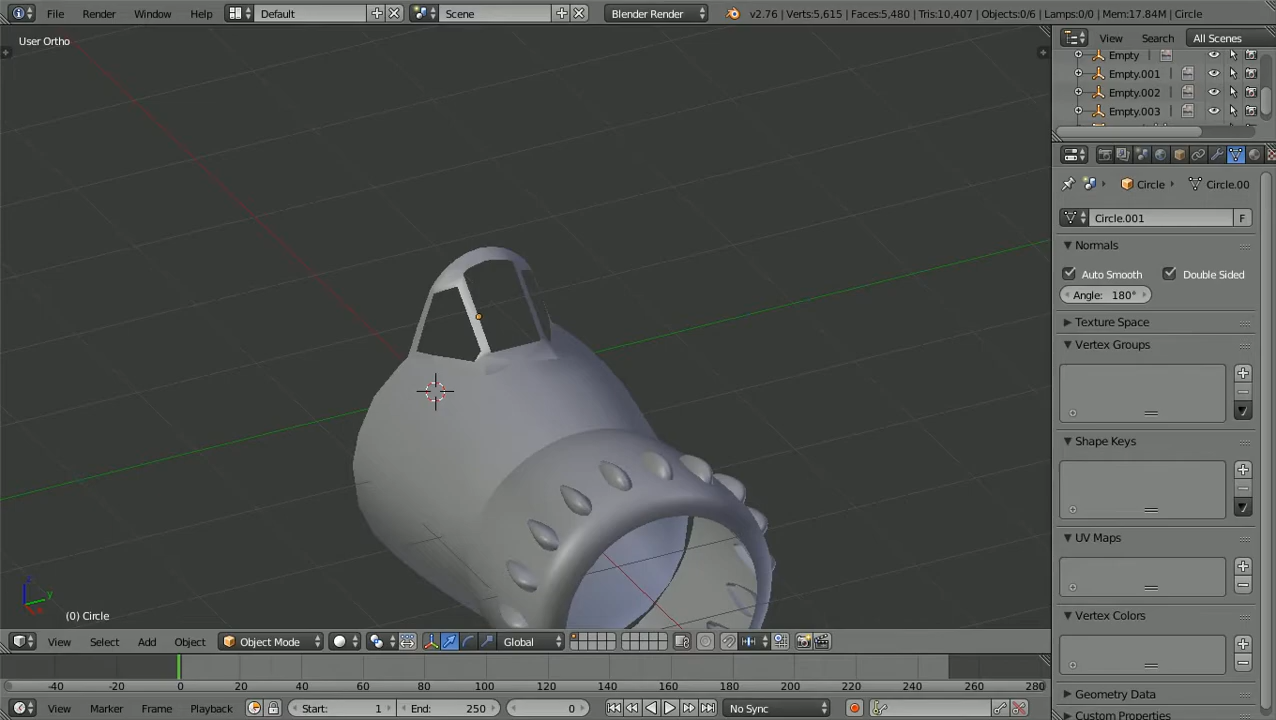 File Render Window Help Default Scene Blender Render v2.76 | Verts:5,615 | Faces:5,480 | Tris:10,407 | Objects:0/6 | Lamps:0/0 | Mem:17.84M | Circle
User Ortho
View Search All Scenes
Empty
Empty.001
Empty.002
Empty.003
Circle Circle.00
Circle.001 F
Normals
Auto Smooth Double Sided
Angle: 180°
Texture Space
Vertex Groups
Shape Keys
UV Maps
Vertex Colors
Geometry Data
Custom Properties
z
y
(0) Circle
View Select Add Object Object Mode Global
-40 -20 0 20 40 60 80 100 120 140 160 180 200 220 240 260 280
View Marker Frame Playback Start: 1 End: 250 0 No Sync